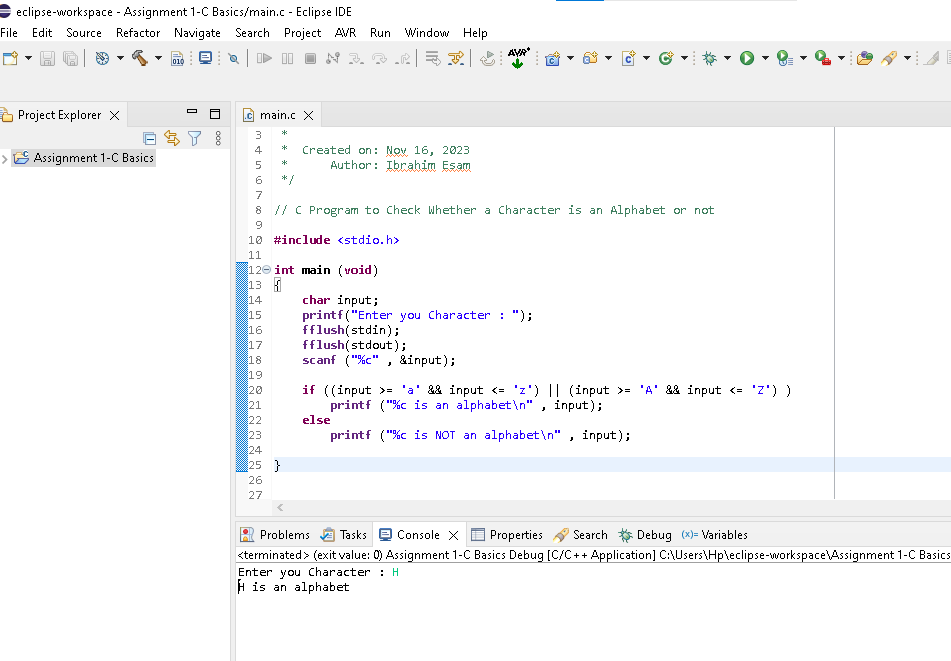 eclipse-workspace - Assignment 1-C Basics/main.c - Eclipse IDE
File Edit Source Refactor Navigate Search Project AVR Run Window Help
010
AVR
Project Explorer
main.c
Assignment 1-C Basics
3 *
4 * Created on: Nov 16, 2023
5 * Author: Ibrahim Esam
6 */
7
8 // C Program to Check Whether a Character is an Alphabet or not
9
10 #include <stdio.h>
11
12 int main (void)
13 {
14 char input;
15 printf("Enter you Character : ");
16 fflush(stdin);
17 fflush(stdout);
18 scanf ("%c" , &input);
19
20 if ((input >= 'a' && input <= 'z') || (input >= 'A' && input <= 'Z') )
21 printf ("%c is an alphabet\n" , input);
22 else
23 printf ("%c is NOT an alphabet\n" , input);
24
25 }
26
27
Problems Tasks Console Properties Search Debug (x)= Variables
<terminated> (exit value: 0) Assignment 1-C Basics Debug [C/C++ Application] C:\Users\Hp\eclipse-workspace\Assignment 1-C Basics
Enter you Character : H
H is an alphabet